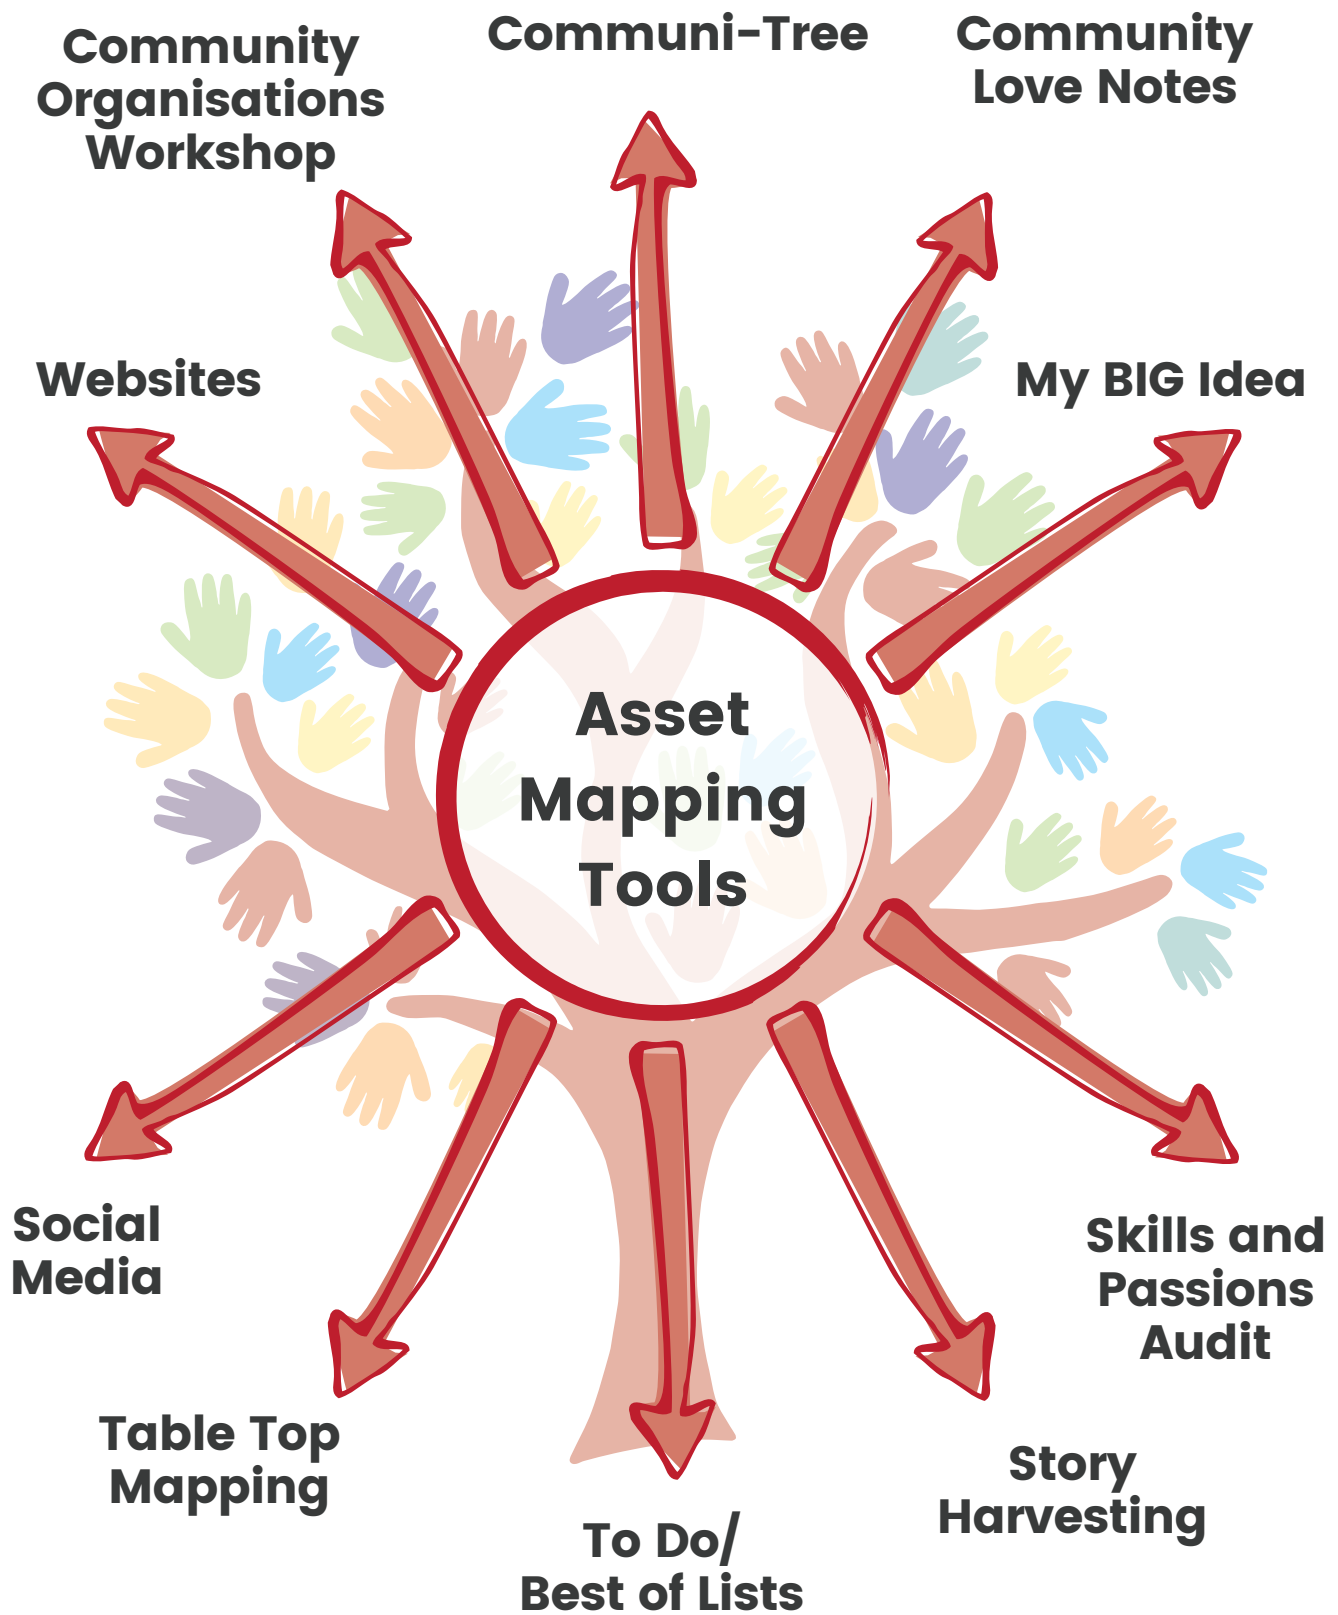 Community
Organisations
Workshop
Communi-Tree
Community
Love Notes
Websites
My BIG Idea
Asset
Mapping
Tools
Social
Media
Skills and
Passions
Audit
Table Top
Mapping
Story
Harvesting
To Do/
Best of Lists